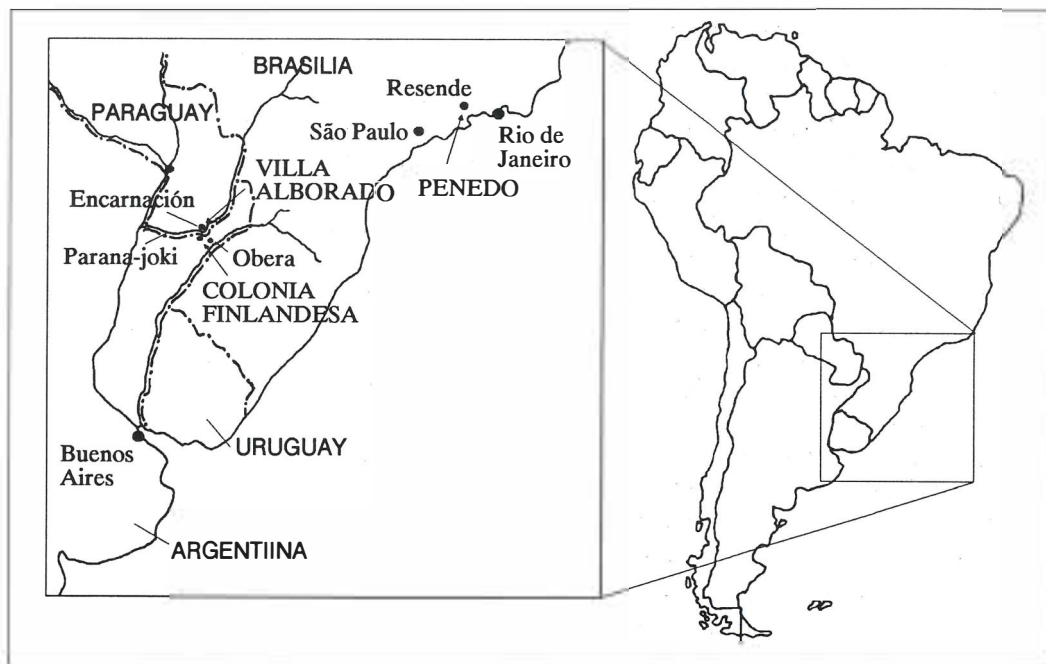 BRASILIA
PARAGUAY
Resende
São Paulo
Rio de
Janeiro
PENEDO
VILLA
ALBORADO
Encarnación
Parana-joki
Obera
COLONIA
FINLANDESA
URUGUAY
Buenos
Aires
ARGENTIINA